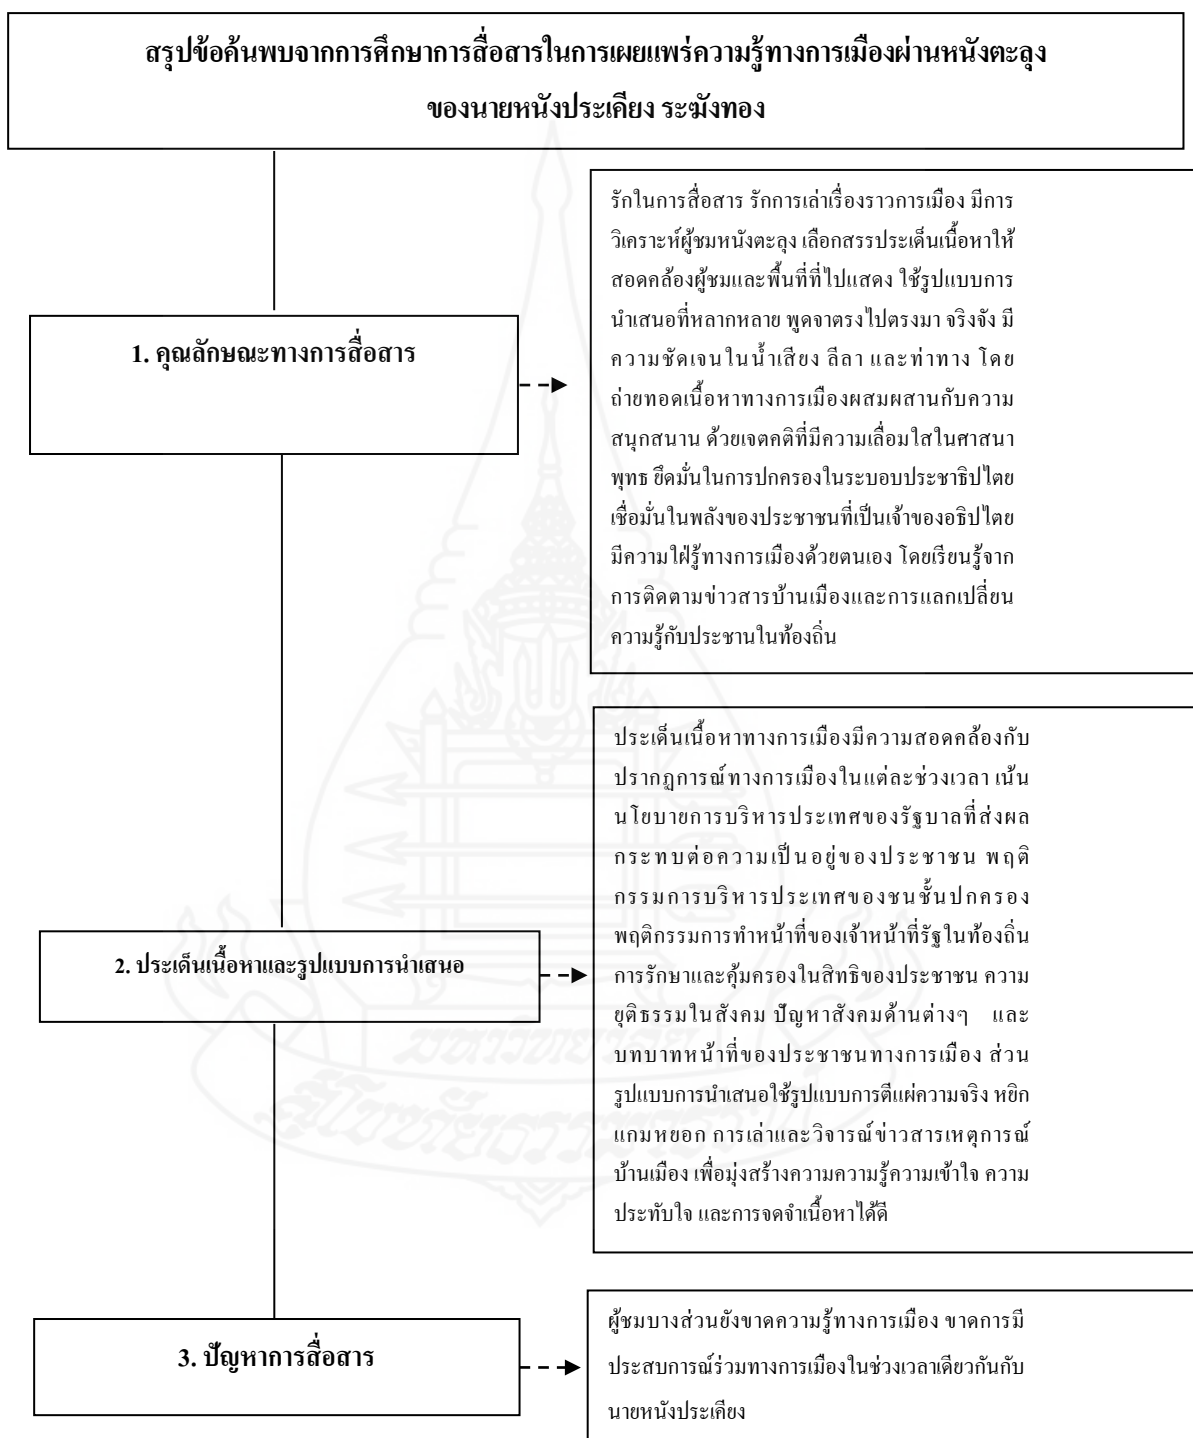 สรุปข้อค้นพบจากการศึกษาการสื่อสารในการเผยแพร่ความรู้ทางการเมืองผ่านหนังตะลุง
ของนายหนังประเคียง ระฆังทอง
1. คุณลักษณะทางการสื่อสาร
รักในการสื่อสาร รักการเล่าเรื่องราวการเมือง มีการ
วิเคราะห์ผู้ชมหนังตะลุง เลือกสรรประเด็นเนื้อหาให้
สอดคล้องผู้ชมและพื้นที่ที่ไปแสดง ใช้รูปแบบการ
นำเสนอที่หลากหลาย พูดจาตรงไปตรงมา จริงจัง มี
ความชัดเจนในน้ำเสียง ลีลา และท่าทาง โดย
ถ่ายทอดเนื้อหาทางการเมืองผสมผสานกับความ
สนุกสนาน ด้วยเจตคติที่มีความเลื่อมใสในศาสนา
พุทธ ยึดมั่นในการปกครองในระบอบประชาธิปไตย
เชื่อมั่นในพลังของประชาชนที่เป็นเจ้าของอธิปไตย
มีความใฝ่รู้ทางการเมืองด้วยตนเอง โดยเรียนรู้จาก
การติดตามข่าวสารบ้านเมืองและการแลกเปลี่ยน
ความรู้กับประชานในท้องถิ่น
2. ประเด็นเนื้อหาและรูปแบบการนำเสนอ
ประเด็นเนื้อหาทางการเมืองมีความสอดคล้องกับ
ปรากฏการณ์ทางการเมืองในแต่ละช่วงเวลา เน้น
นโยบายการบริหารประเทศของรัฐบาลที่ส่งผล
กระทบต่อความเป็นอยู่ของประชาชน พฤติ
กรรมการบริหารประเทศของชนชั้นปกครอง
พฤติกรรมการทำหน้าที่ของเจ้าหน้าที่รัฐในท้องถิ่น
การรักษาและคุ้มครองในสิทธิของประชาชน ความ
ยุติธรรมในสังคม ปัญหาสังคมด้านต่างๆ และ
บทบาทหน้าที่ของประชาชนทางการเมือง ส่วน
รูปแบบการนำเสนอใช้รูปแบบการตีแผ่ความจริง หยิก
แกมหยอก การเล่าและวิจารณ์ข่าวสารเหตุการณ์
บ้านเมือง เพื่อมุ่งสร้างความความรู้ความเข้าใจ ความ
ประทับใจ และการจดจำเนื้อหาได้ดี
มหาวิทยาลัย
สุโขทัยธรรมาธิราช
3. ปัญหาการสื่อสาร
ผู้ชมบางส่วนยังขาดความรู้ทางการเมือง ขาดการมี
ประสบการณ์ร่วมทางการเมืองในช่วงเวลาเดียวกันกับ
นายหนังประเคียง